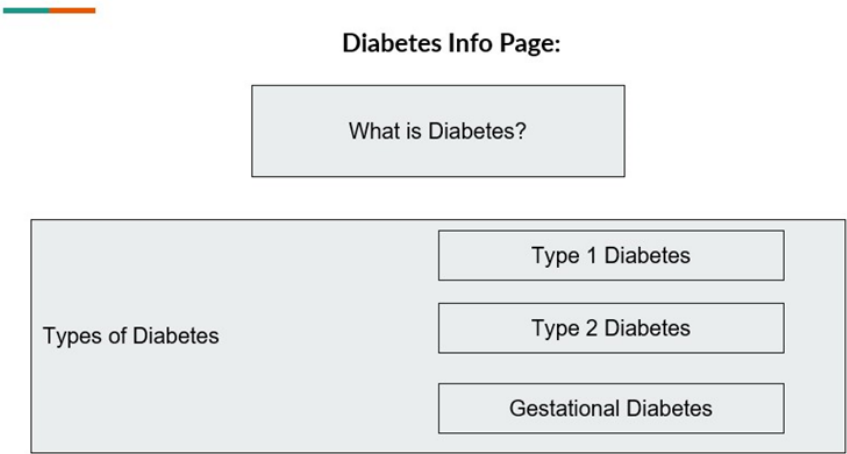 Diabetes Info Page:
What is Diabetes?
Types of Diabetes
Type 1 Diabetes
Type 2 Diabetes
Gestational Diabetes